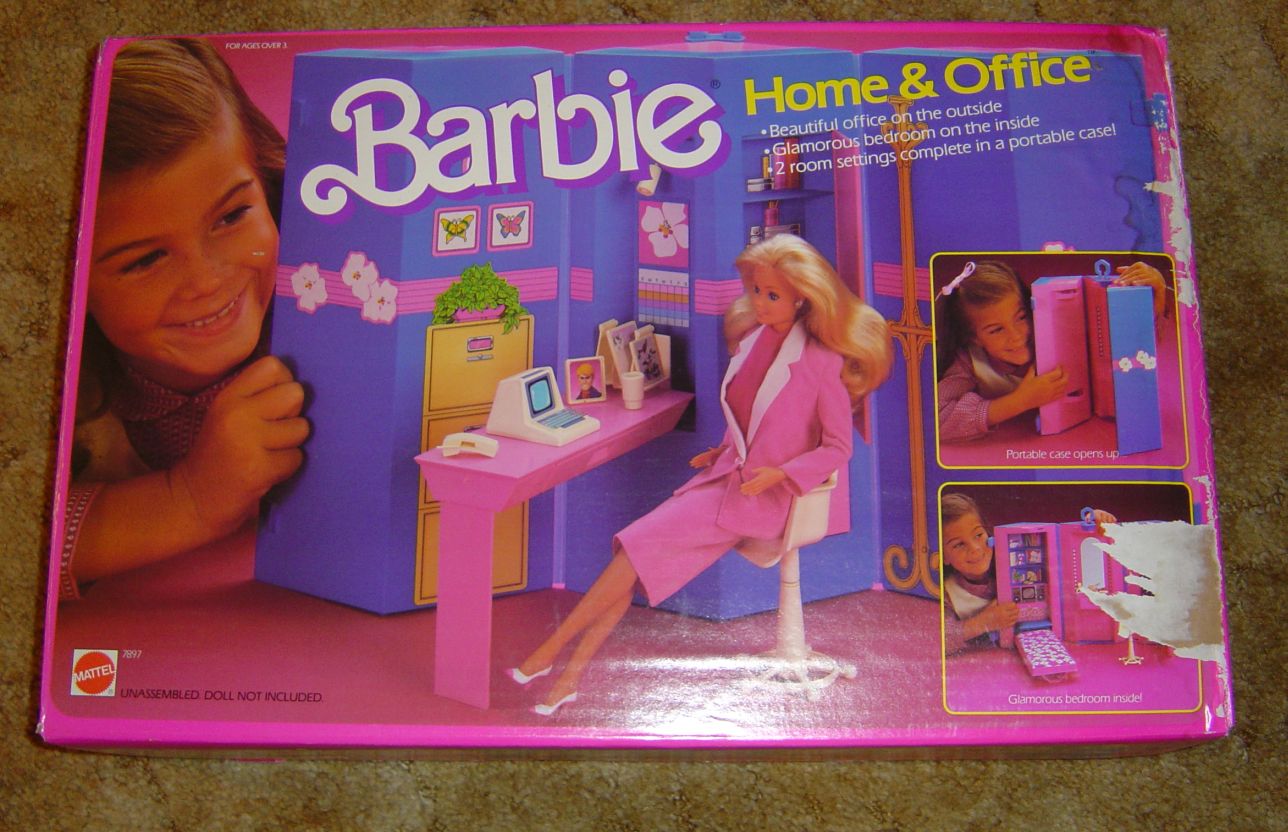 FOR AGES OVER 3.
Barbie®
Home & Office™
• Beautiful office on the outside
• Glamorous bedroom on the inside
• 2 room settings complete in a portable case!
Portable case opens up
Glamorous bedroom inside!
MATTEL
7897
UNASSEMBLED. DOLL NOT INCLUDED.